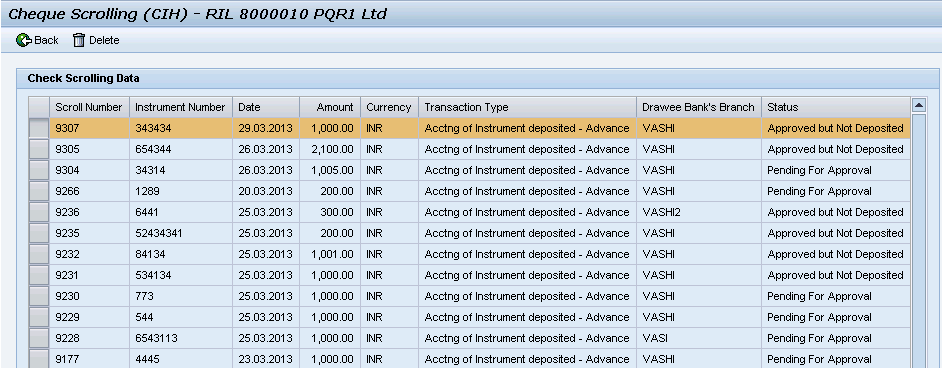 Cheque Scrolling (CIH) - RIL 8000010 PQR1 Ltd
Back Delete
Check Scrolling Data
Scroll Number Instrument Number Date Amount Currency Transaction Type Drawee Bank's Branch Status
9307 343434 29.03.2013 1,000.00 INR Acctng of Instrument deposited - Advance VASHI Approved but Not Deposited
9305 654344 26.03.2013 2,100.00 INR Acctng of Instrument deposited - Advance VASHI Approved but Not Deposited
9304 34314 26.03.2013 1,005.00 INR Acctng of Instrument deposited - Advance VASHI Pending For Approval
9266 1289 20.03.2013 200.00 INR Acctng of Instrument deposited - Advance VASHI Pending For Approval
9236 6441 25.03.2013 300.00 INR Acctng of Instrument deposited - Advance VASHI2 Approved but Not Deposited
9235 52434341 25.03.2013 200.00 INR Acctng of Instrument deposited - Advance VASHI Approved but Not Deposited
9232 84134 25.03.2013 1,001.00 INR Acctng of Instrument deposited - Advance VASHI Approved but Not Deposited
9231 534134 25.03.2013 1,000.00 INR Acctng of Instrument deposited - Advance VASHI Approved but Not Deposited
9230 773 25.03.2013 1,000.00 INR Acctng of Instrument deposited - Advance VASHI Pending For Approval
9229 544 25.03.2013 1,000.00 INR Acctng of Instrument deposited - Advance VASHI Pending For Approval
9228 6543113 25.03.2013 1,000.00 INR Acctng of Instrument deposited - Advance VASI Pending For Approval
9177 4445 23.03.2013 1,000.00 INR Acctng of Instrument deposited - Advance VASHI Pending For Approval